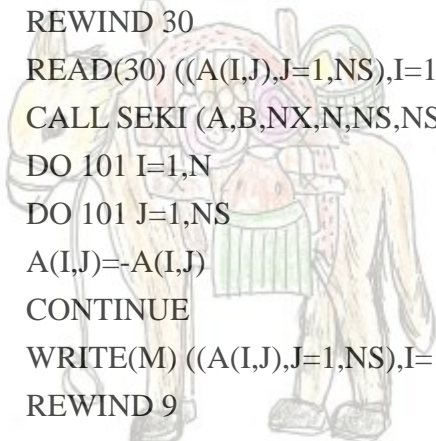 REWIND 30
READ(30) ((A(I,J),J=1,NS),I=1
CALL SEKI (A,B,NX,N,NS,NS
DO 101 I=1,N
DO 101 J=1,NS
A(I,J)=-A(I,J)
CONTINUE
WRITE(M) ((A(I,J),J=1,NS),I=
REWIND 9